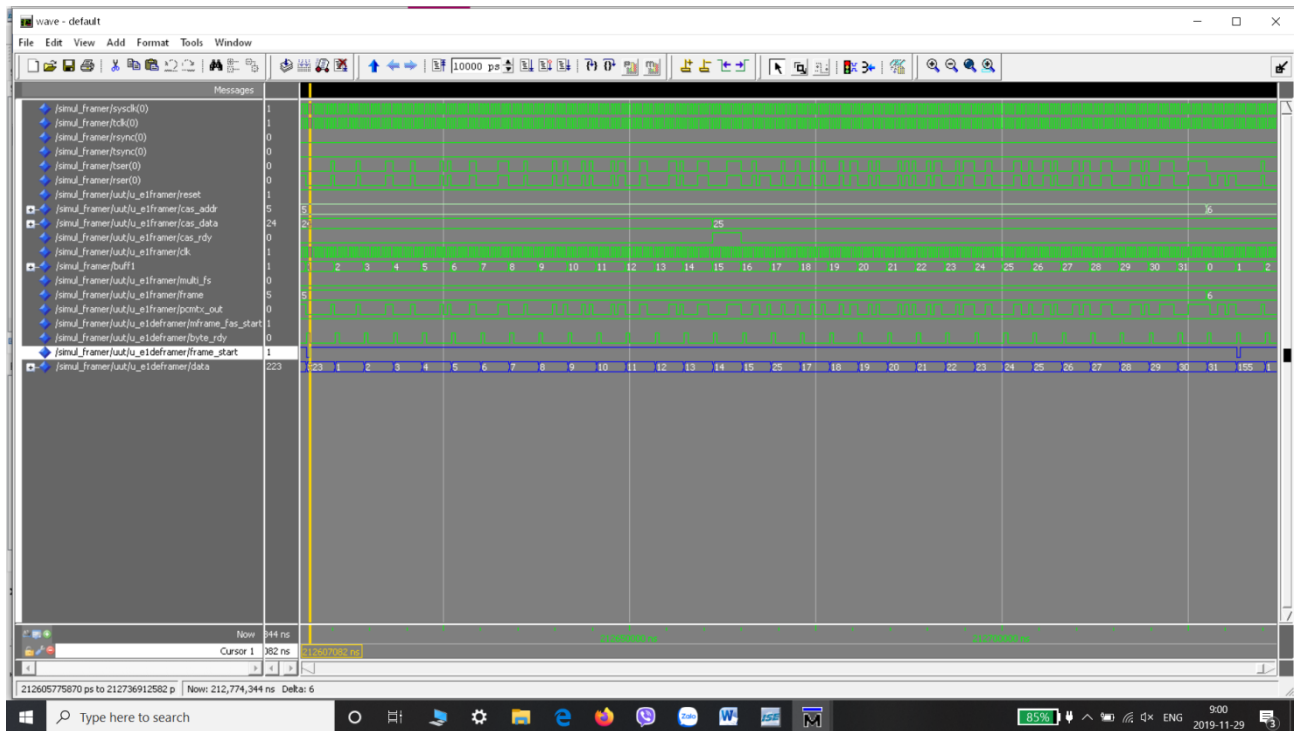 wave - default
File Edit View Add Format Tools Window
10000 ps
Messages
/simul_framer/sysclk(0) 1
/simul_framer/tclk(0) 1
/simul_framer/rsync(0) 0
/simul_framer/tsync(0) 0
/simul_framer/tser(0) 0
/simul_framer/rser(0) 0
/simul_framer/uut/u_e1framer/reset 1
/simul_framer/uut/u_e1framer/cas_addr 5 5 6
/simul_framer/uut/u_e1framer/cas_data 24 25
/simul_framer/uut/u_e1framer/cas_rdy 0
/simul_framer/uut/u_e1framer/clk 1
/simul_framer/buff1 1 2 3 4 5 6 7 8 9 10 11 12 13 14 15 16 17 18 19 20 21 22 23 24 25 26 27 28 29 30 31 0 1 2
/simul_framer/uut/u_e1framer/multi_fs 0
/simul_framer/uut/u_e1framer/frame 5 5 6
/simul_framer/uut/u_e1framer/pcmtx_out 0
/simul_framer/uut/u_e1deframer/mframe_fas_start 1
/simul_framer/uut/u_e1deframer/byte_rdy 0
/simul_framer/uut/u_e1deframer/frame_start 1
/simul_framer/uut/u_e1deframer/data 223 1 2 3 4 5 6 7 8 9 10 11 12 13 14 15 25 17 18 19 20 21 22 23 24 25 26 27 28 29 30 31 155 1
Now 344 ns 212650000 ns 212700000 ns
Cursor 1 082 ns 212607082 ns
212605775870 ps to 212736912582 p Now: 212,774,344 ns Delta: 6
Type here to search
Zalo
W
ISE
M
85%
ENG
9:00
2019-11-29
3